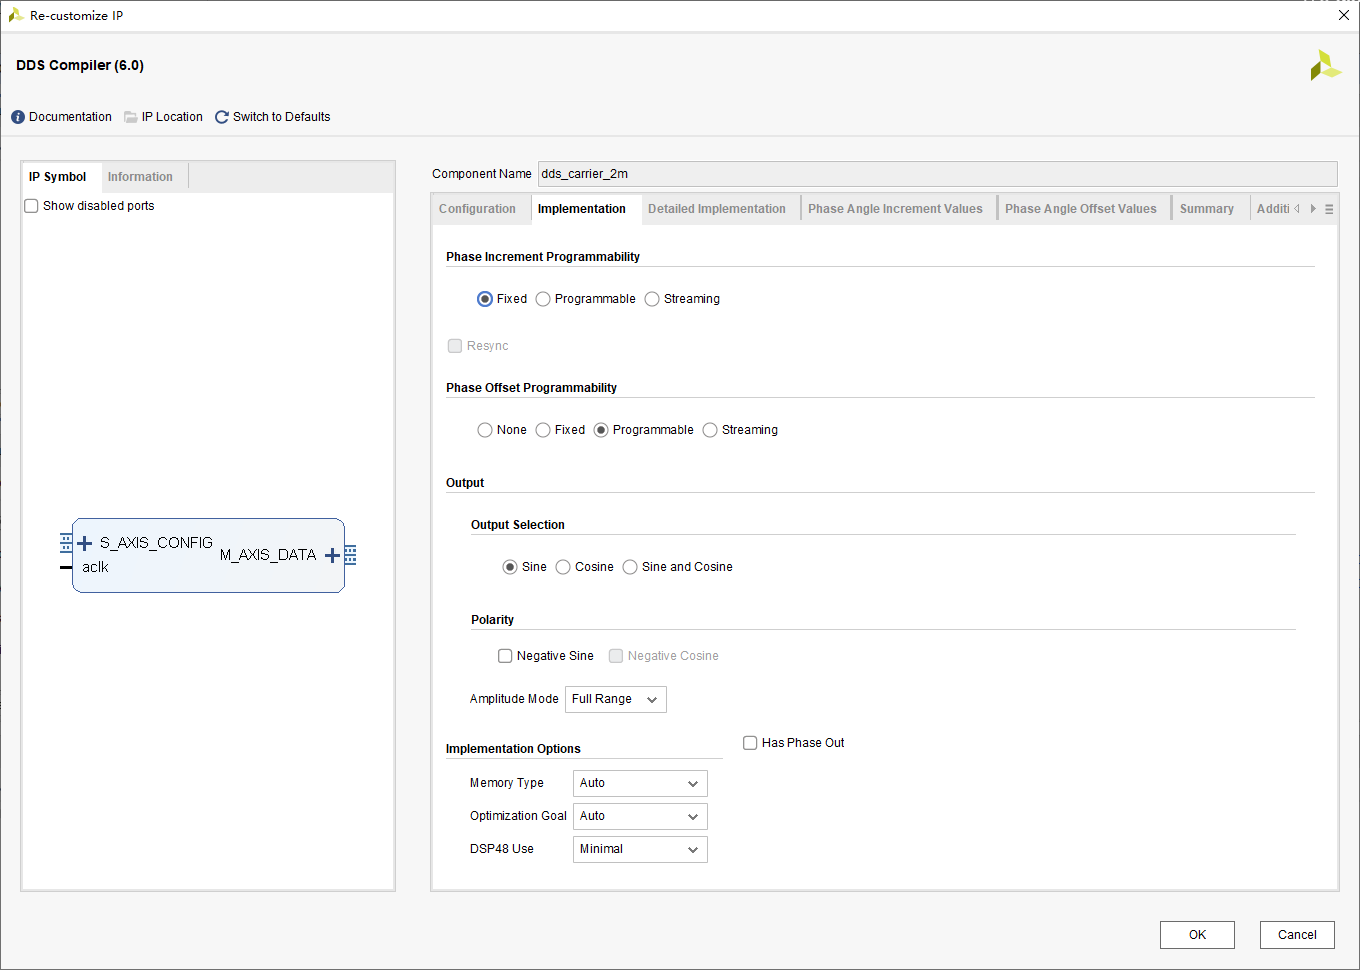 Re-customize IP
DDS Compiler (6.0)
Documentation IP Location Switch to Defaults
IP Symbol Information
Show disabled ports
S_AXIS_CONFIG
M_AXIS_DATA
aclk
Component Name dds_carrier_2m
Configuration Implementation Detailed Implementation Phase Angle Increment Values Phase Angle Offset Values Summary Additi
Phase Increment Programmability
Fixed Programmable Streaming
Resync
Phase Offset Programmability
None Fixed Programmable Streaming
Output
Output Selection
Sine Cosine Sine and Cosine
Polarity
Negative Sine Negative Cosine
Amplitude Mode Full Range
Implementation Options
Has Phase Out
Memory Type Auto
Optimization Goal Auto
DSP48 Use Minimal
OK Cancel